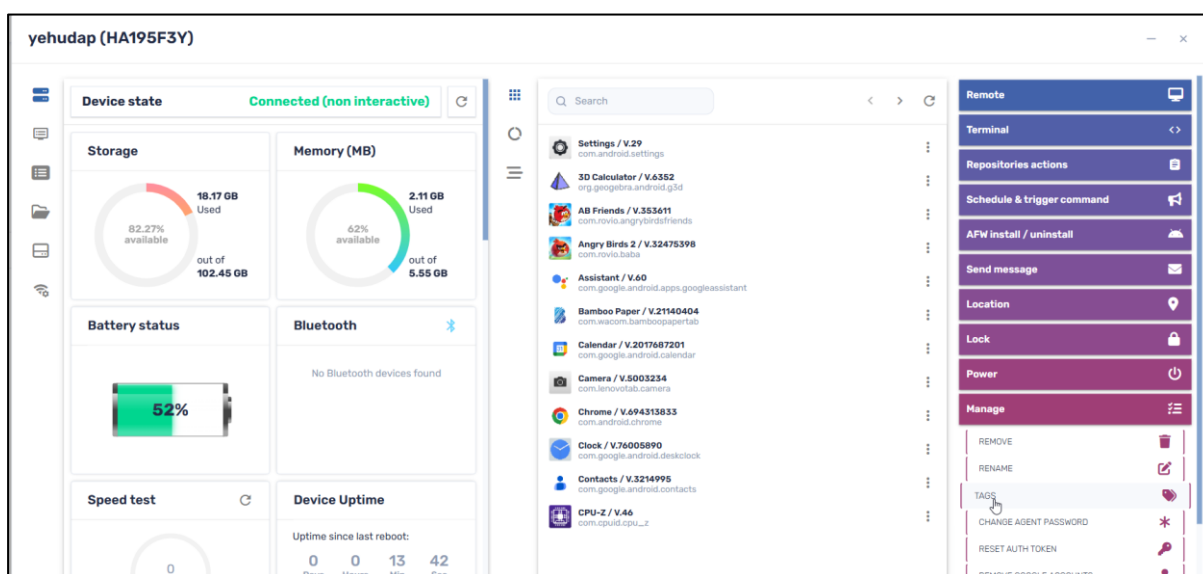 yehudap (HA195F3Y)
Device state
Connected (non interactive)
Storage
18.17 GB
Used
82.27%
available
out of
102.45 GB
Memory (MB)
2.11 GB
Used
62%
available
out of
5.55 GB
Battery status
52%
Bluetooth
No Bluetooth devices found
Speed test
0
Device Uptime
Uptime since last reboot:
0 0 13 42
Search
Settings / V.29
com.android.settings
3D Calculator / V.6352
org.geogebra.android.g3d
AB Friends / V.353611
com.rovio.angrybirdsfriends
Angry Birds 2 / V.32475398
com.rovio.baba
Assistant / V.60
com.google.android.apps.googleassistant
Bamboo Paper / V.21140404
com.wacom.bamboopapertab
Calendar / V.2017687201
com.google.android.calendar
Camera / V.5003234
com.lenovotab.camera
Chrome / V.694313833
com.android.chrome
Clock / V.76005890
com.google.android.deskclock
Contacts / V.3214995
com.google.android.contacts
CPU-Z / V.46
com.cpuid.cpu_z
Remote
Terminal
Repositories actions
Schedule & trigger command
AFW install / uninstall
Send message
Location
Lock
Power
Manage
REMOVE
RENAME
TAGS
CHANGE AGENT PASSWORD
RESET AUTH TOKEN
REMOVE GOOGLE ACCOUNTS